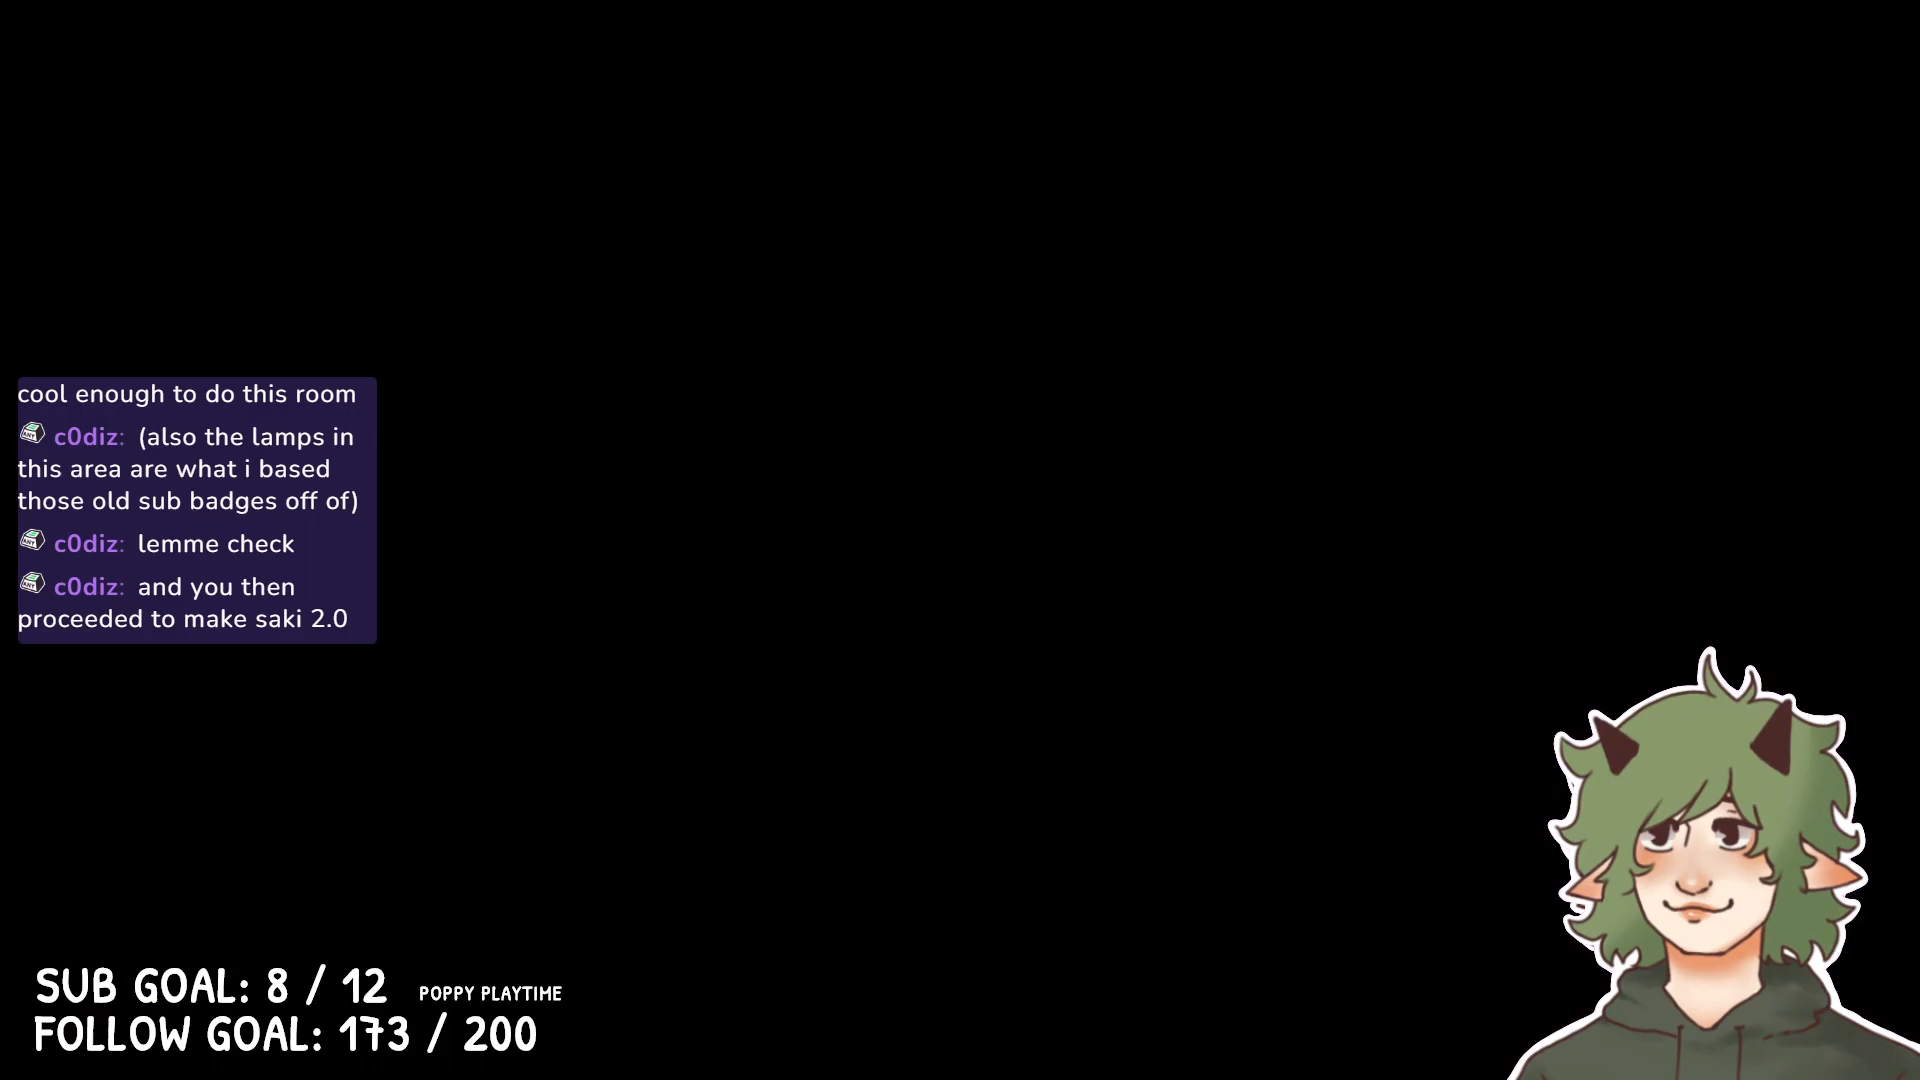 cool enough to do this room
c0diz: (also the lamps in
this area are what i based
those old sub badges off of)
c0diz: lemme check
c0diz: and you then
proceeded to make saki 2.0
SUB GOAL: 8 / 12 POPPY PLAYTIME
FOLLOW GOAL: 173 / 200